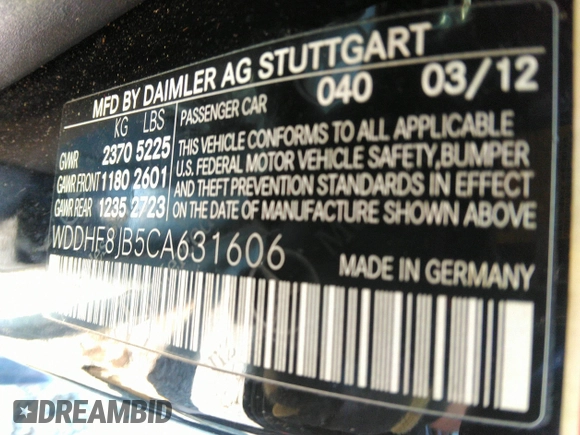 MFD BY DAIMLER AG STUTTGART
KG LBS
GVWR 2370 5225
GAWR FRONT 1180 2601
GAWR REAR 1235 2723
PASSENGER CAR 040 03/12
THIS VEHICLE CONFORMS TO ALL APPLICABLE
U.S. FEDERAL MOTOR VEHICLE SAFETY,BUMPER
AND THEFT PREVENTION STANDARDS IN EFFECT
ON THE DATE OF MANUFACTURE SHOWN ABOVE
WDDHF8JB5CA631606
MADE IN GERMANY
DREAMBID